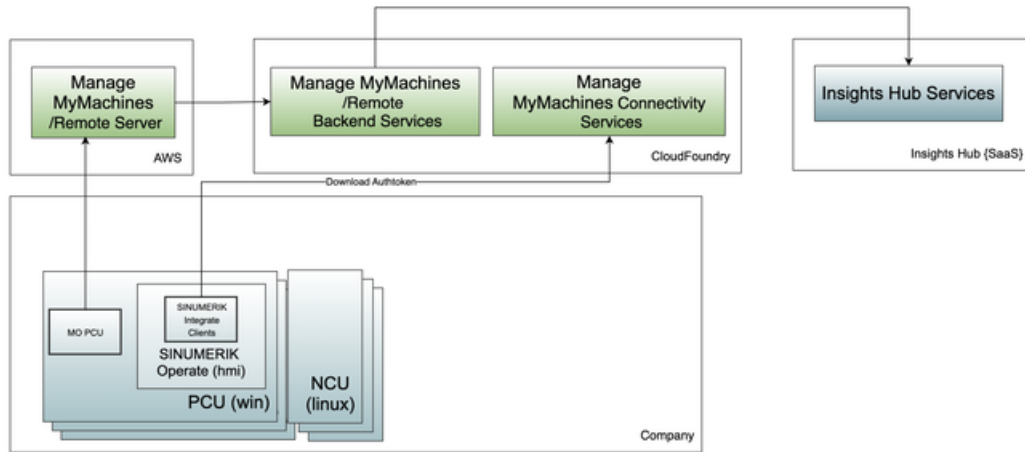 Manage
MyMachines
/Remote Server
AWS
Manage MyMachines
/Remote
Backend Services
Manage
MyMachines Connectivity
Services
CloudFoundry
Insights Hub Services
Insights Hub {SaaS}
Download Authtoken
MO PCU
SINUMERIK
Integrate
Clients
SINUMERIK
Operate (hmi)
PCU (win)
NCU
(linux)
Company